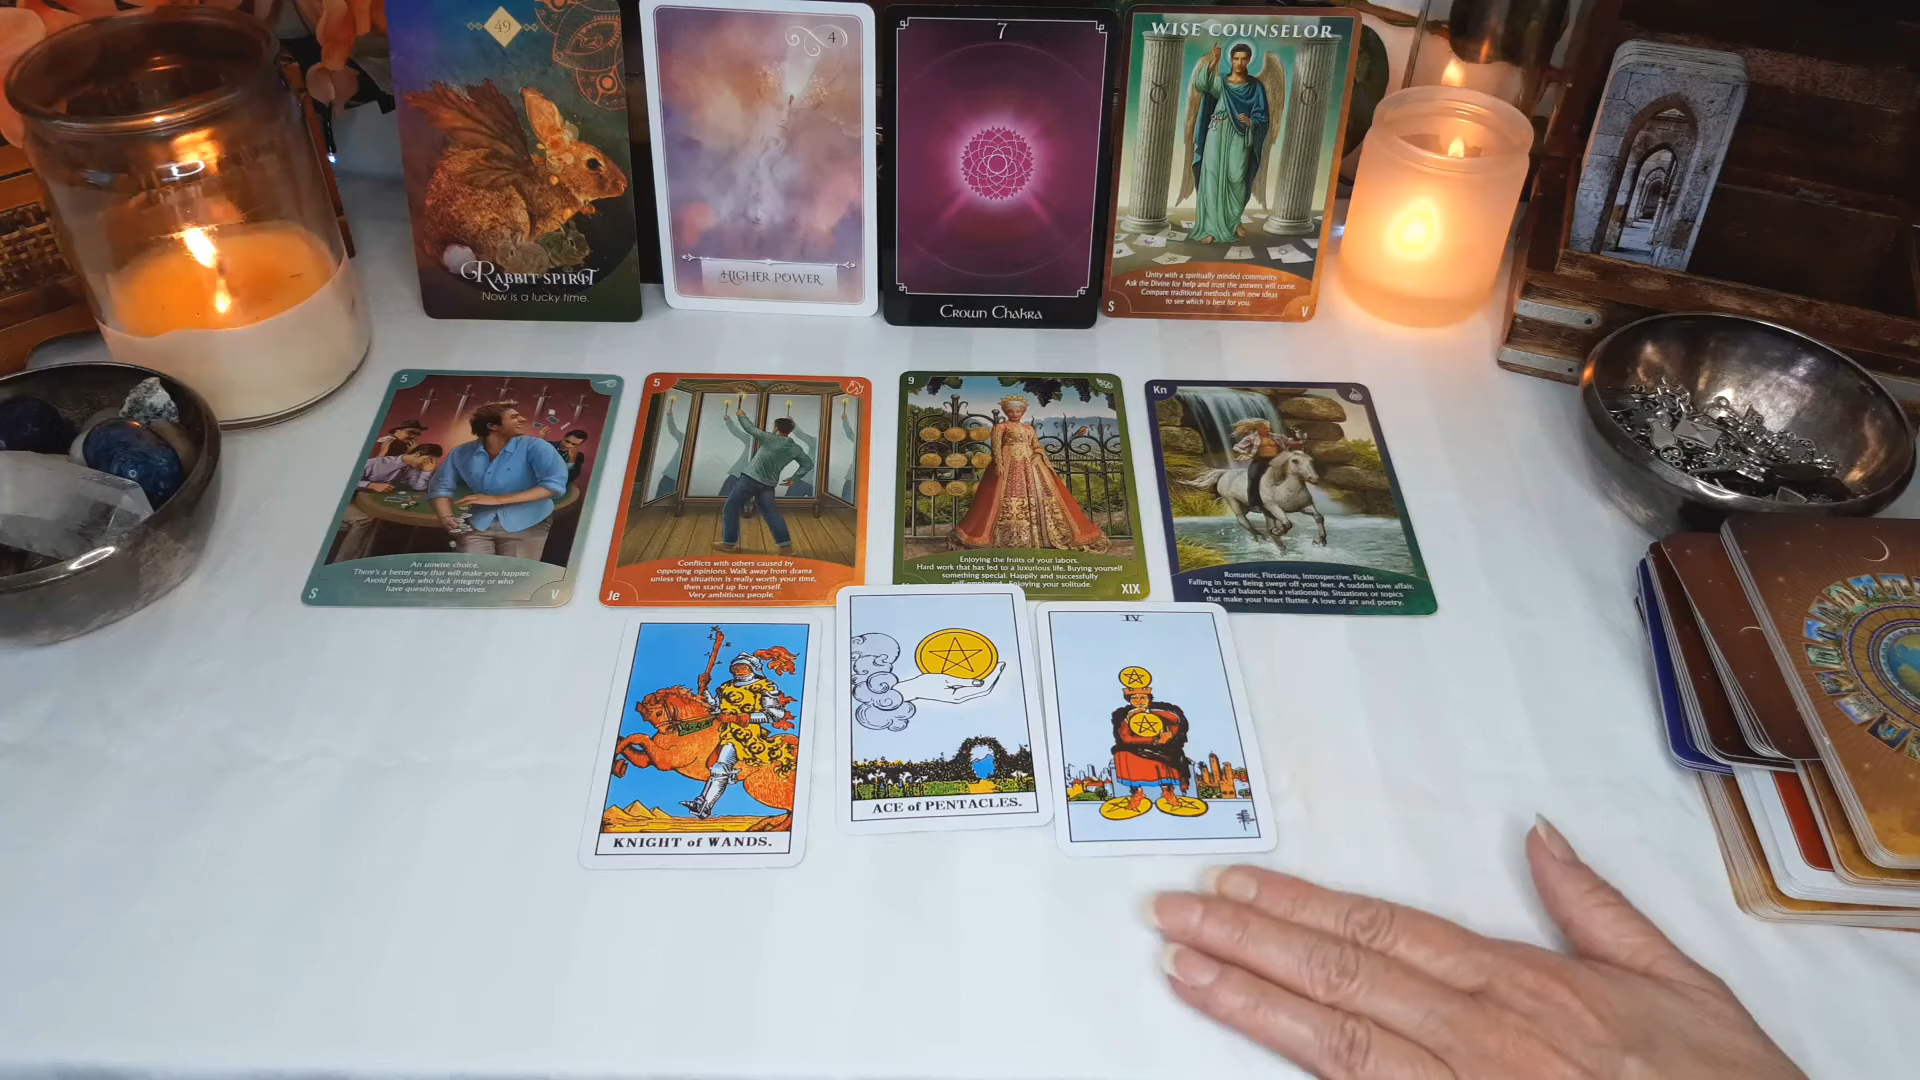 49
RABBIT SPIRIT
Now is a lucky time.
4
HIGHER POWER
7
Crown Chakra
WISE COUNSELOR
Unity with a spiritually minded community.
Ask the Divine for help and trust the answers will come.
Compare traditional methods with new ideas
to see which is best for you.
S
V
5
An unwise choice.
There's a better way that will make you happier.
Avoid people who lack integrity or who
have questionable motives.
S
V
5
Conflicts with others caused by
opposing opinions. Walk away from drama
unless the situation is really worth your time,
then stand up for yourself.
Very ambitious people.
Je
9
Enjoying the fruits of your labors.
Hard work that has led to a luxurious life. Buying yourself
something special. Happily and successfully
self-employed. Enjoying your solitude.
XIX
Kn
Romantic, Flirtatious, Introspective, Fickle
Falling in love. Being swept off your feet. A sudden love affair.
A lack of balance in a relationship. Situations or topics
that make your heart flutter. A love of art and poetry.
KNIGHT of WANDS.
ACE of PENTACLES.
IV